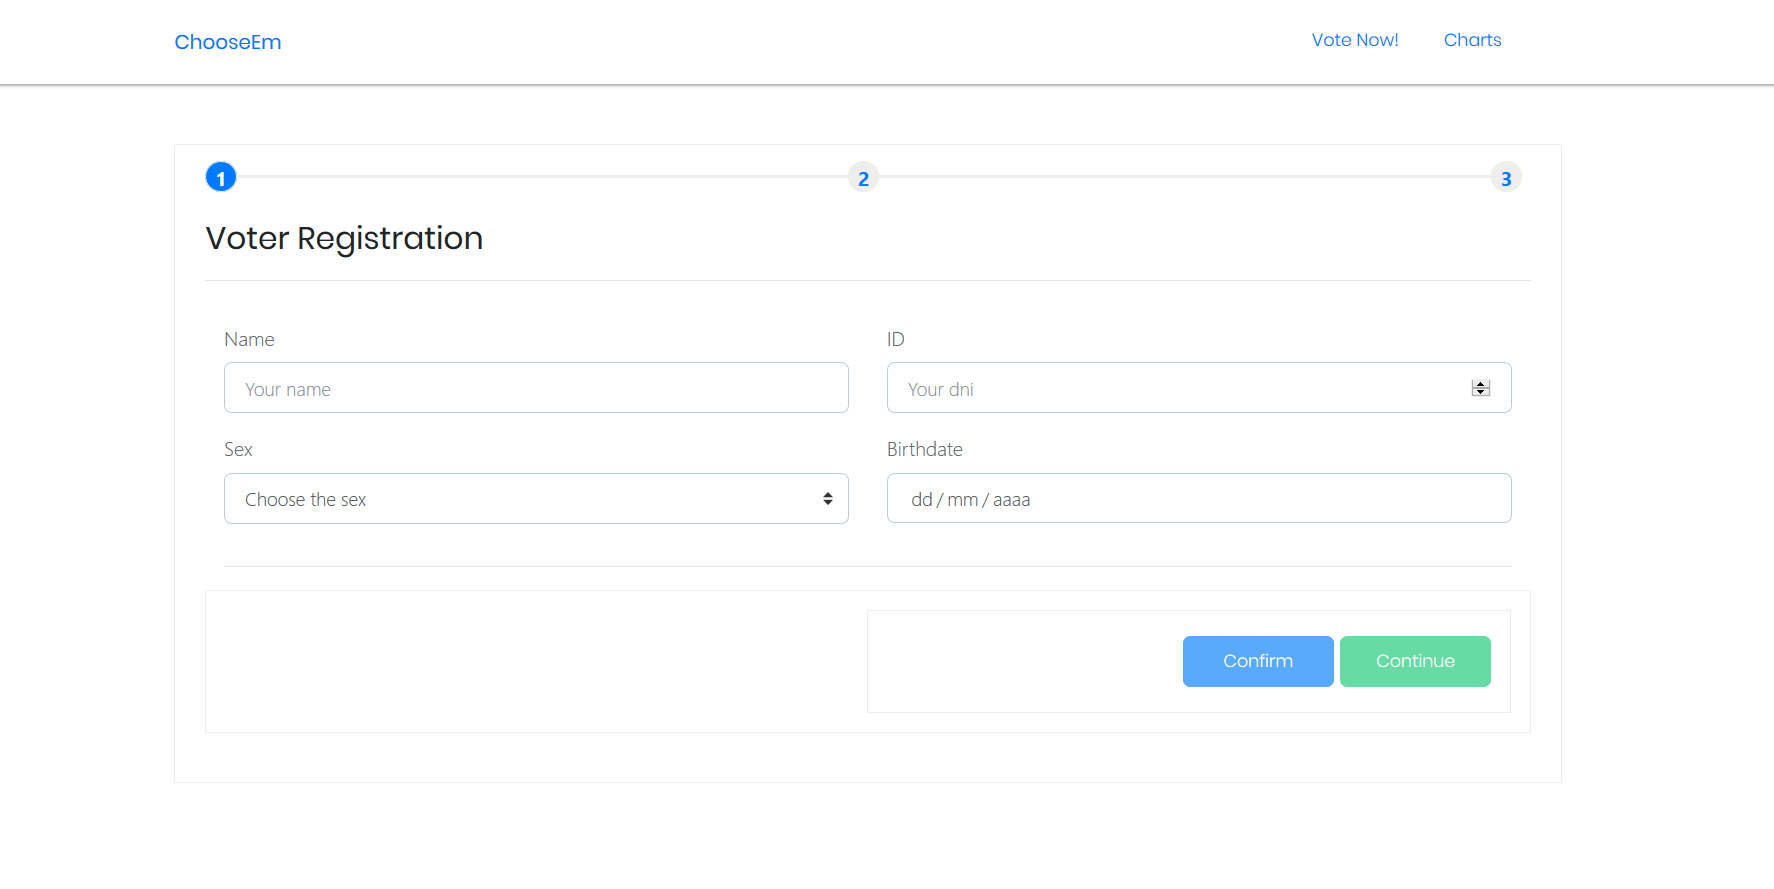 ChooseEm Vote Now! Charts
1 2 3
Voter Registration
Name ID
Your name Your dni
Sex Birthdate
Choose the sex dd / mm / aaaa
Confirm Continue